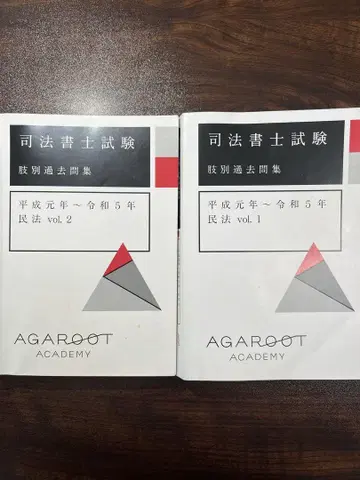 司法書士試験
肢別過去問集
平成元年～令和5年
民法 vol.2
AGAROOT
ACADEMY
司法書士試験
肢別過去問集
平成元年～令和5年
民法 vol.1
AGAROOT
ACADEMY